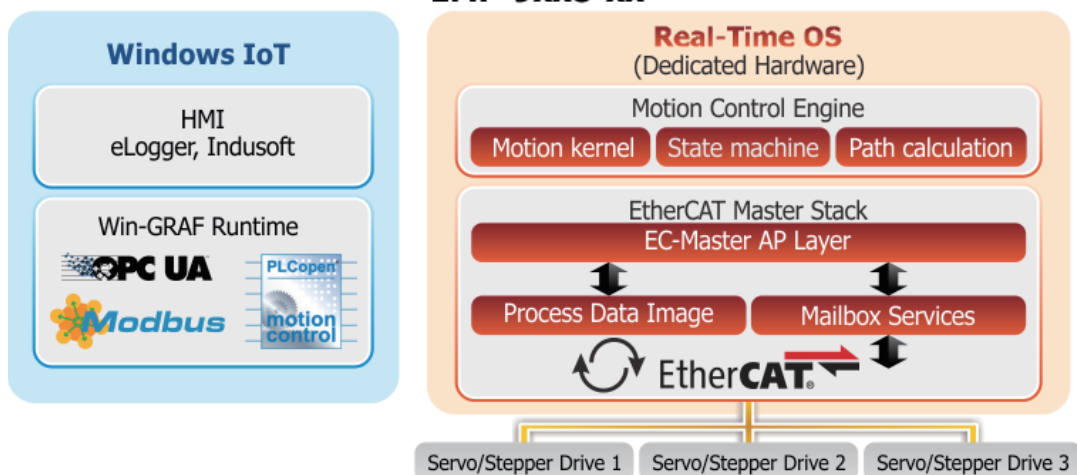 Windows IoT
HMI
eLogger, Indusoft
Win-GRAF Runtime
OPC UA
PLCopen®
motion
control
Modbus
Real-Time OS
(Dedicated Hardware)
Motion Control Engine
Motion kernel
State machine
Path calculation
EtherCAT Master Stack
EC-Master AP Layer
Process Data Image
Mailbox Services
EtherCAT®
Servo/Stepper Drive 1
Servo/Stepper Drive 2
Servo/Stepper Drive 3